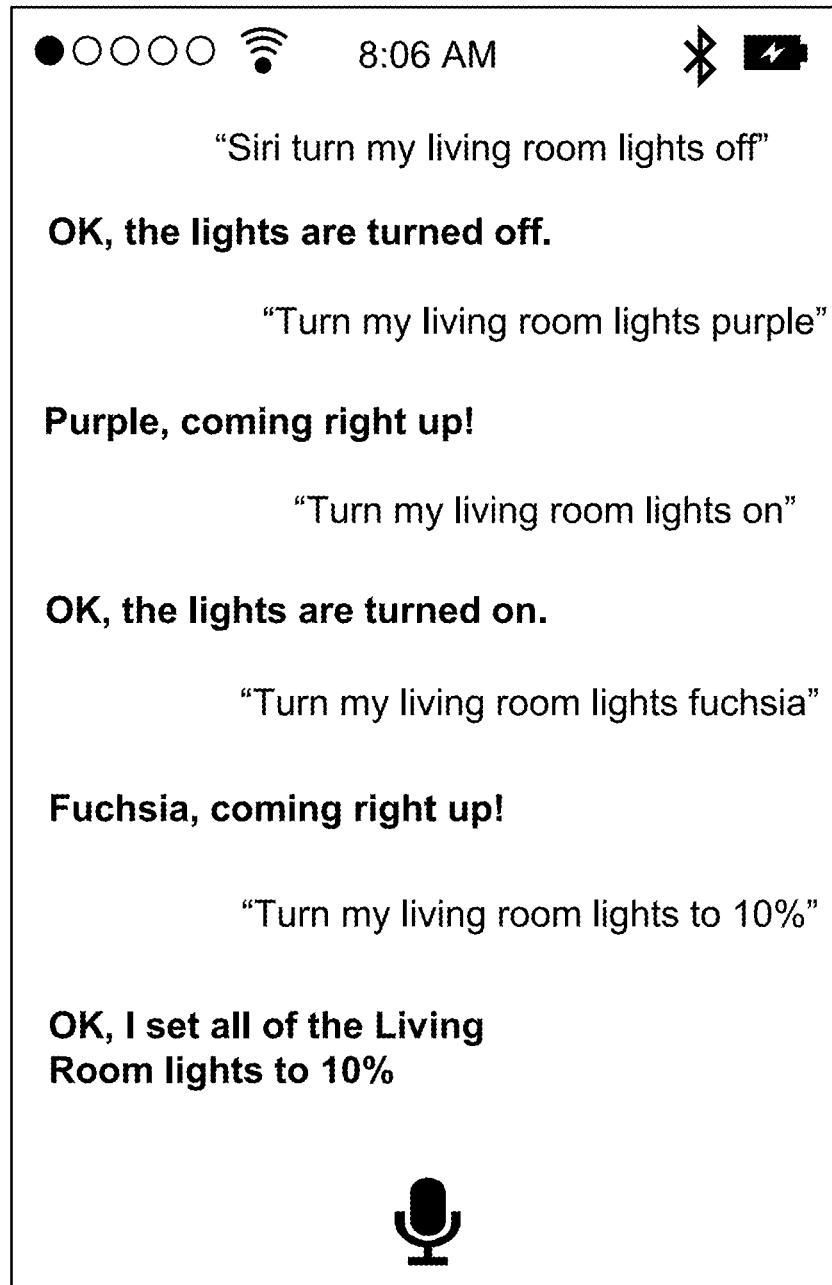 8:06 AM
“Siri turn my living room lights off”
OK, the lights are turned off.
“Turn my living room lights purple”
Purple, coming right up!
“Turn my living room lights on”
OK, the lights are turned on.
“Turn my living room lights fuchsia”
Fuchsia, coming right up!
“Turn my living room lights to 10%”
OK, I set all of the Living
Room lights to 10%